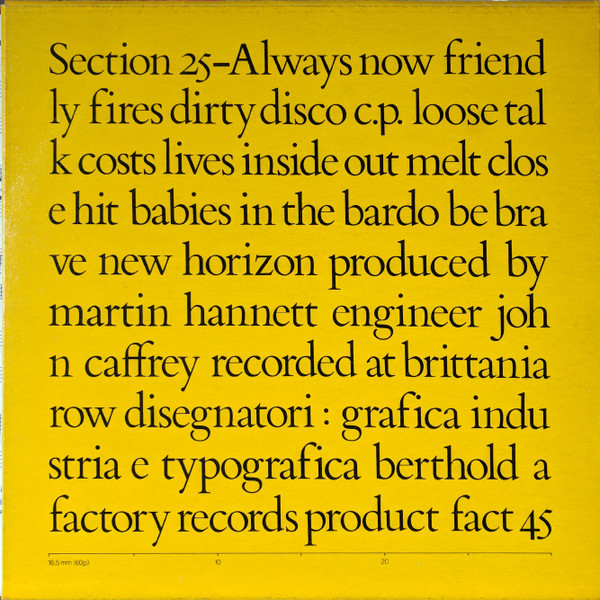 Section 25–Always now friend
ly fires dirty disco c.p. loose tal
k costs lives inside out melt clos
e hit babies in the bardo be bra
ve new horizon produced by
martin hannett engineer joh
n caffrey recorded at brittania
row disegnatori : grafica indu
stria e typografica berthold a
factory records product fact 45
16,5 mm (60p) 10 20